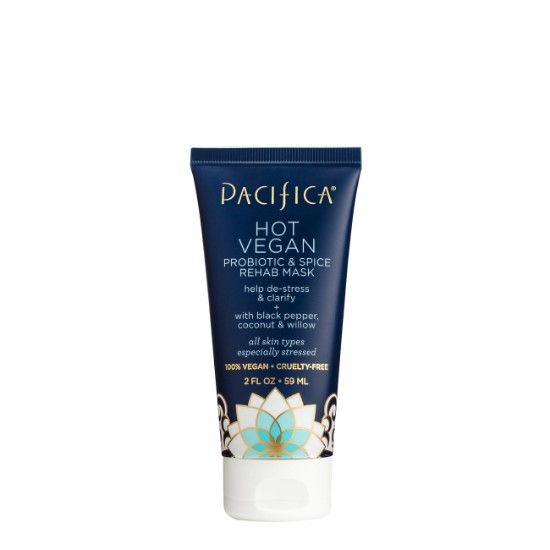 PACIFICA®
HOT
VEGAN
PROBIOTIC & SPICE
REHAB MASK
help de-stress
& clarify
+
with black pepper,
coconut & willow
all skin types
especially stressed
100% VEGAN • CRUELTY-FREE
2 FL OZ • 59 ML